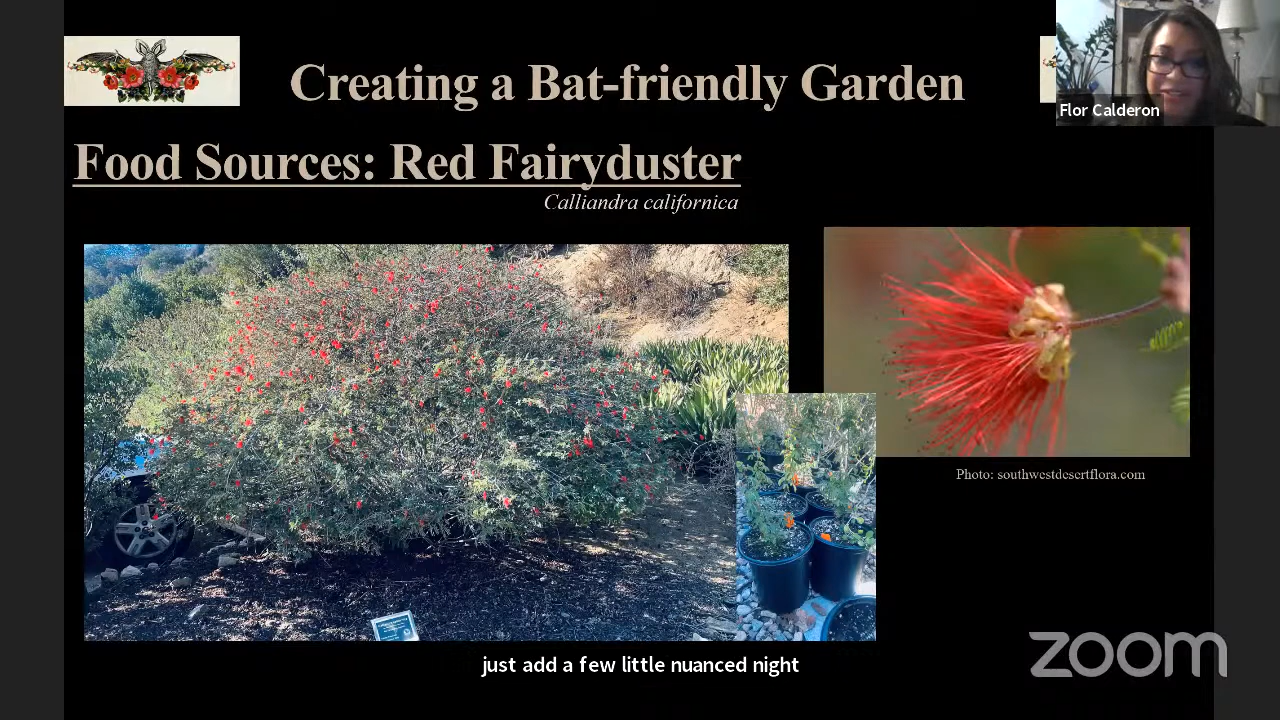 Creating a Bat-friendly Garden
Flor Calderon
Food Sources: Red Fairyduster
Calliandra californica
Photo: southwestdesertflora.com
just add a few little nuanced night
zoom